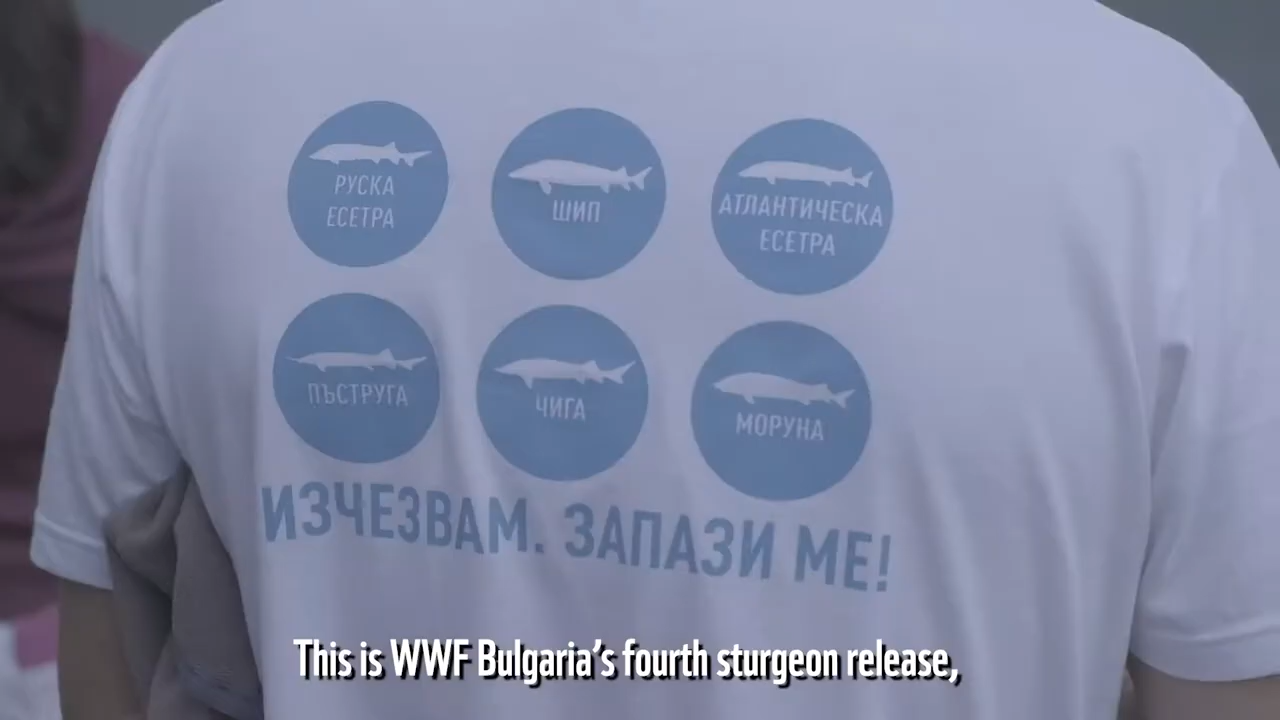 РУСКА
ЕСЕТРА
ШИП
АТЛАНТИЧЕСКА
ЕСЕТРА
ПЪСТРУГА
ЧИГА
МОРУНА
ИЗЧЕЗВАМ. ЗАПАЗИ МЕ!
This is WWF Bulgaria's fourth sturgeon release,